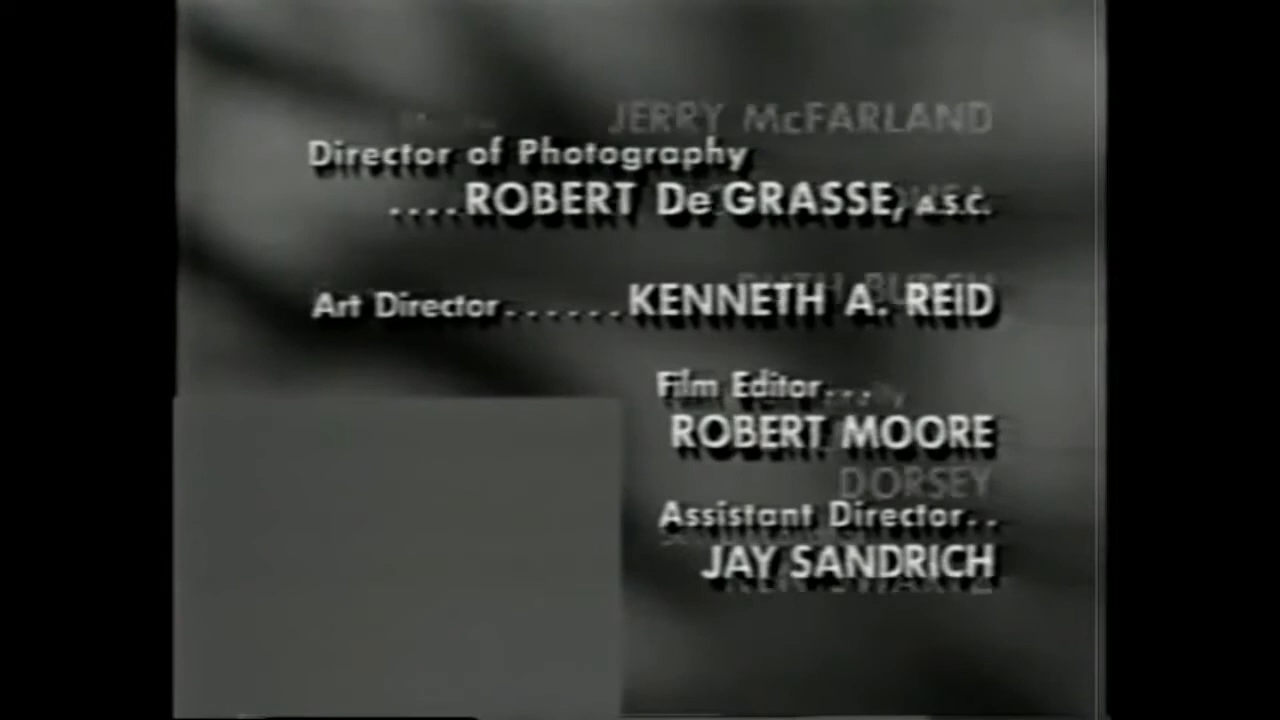 JERRY McFARLAND
Director of Photography
....ROBERT De GRASSE, A.S.C.
Art Director......KENNETH A. REID
Film Editor...
ROBERT MOORE
DORSEY
Assistant Director..
JAY SANDRICH